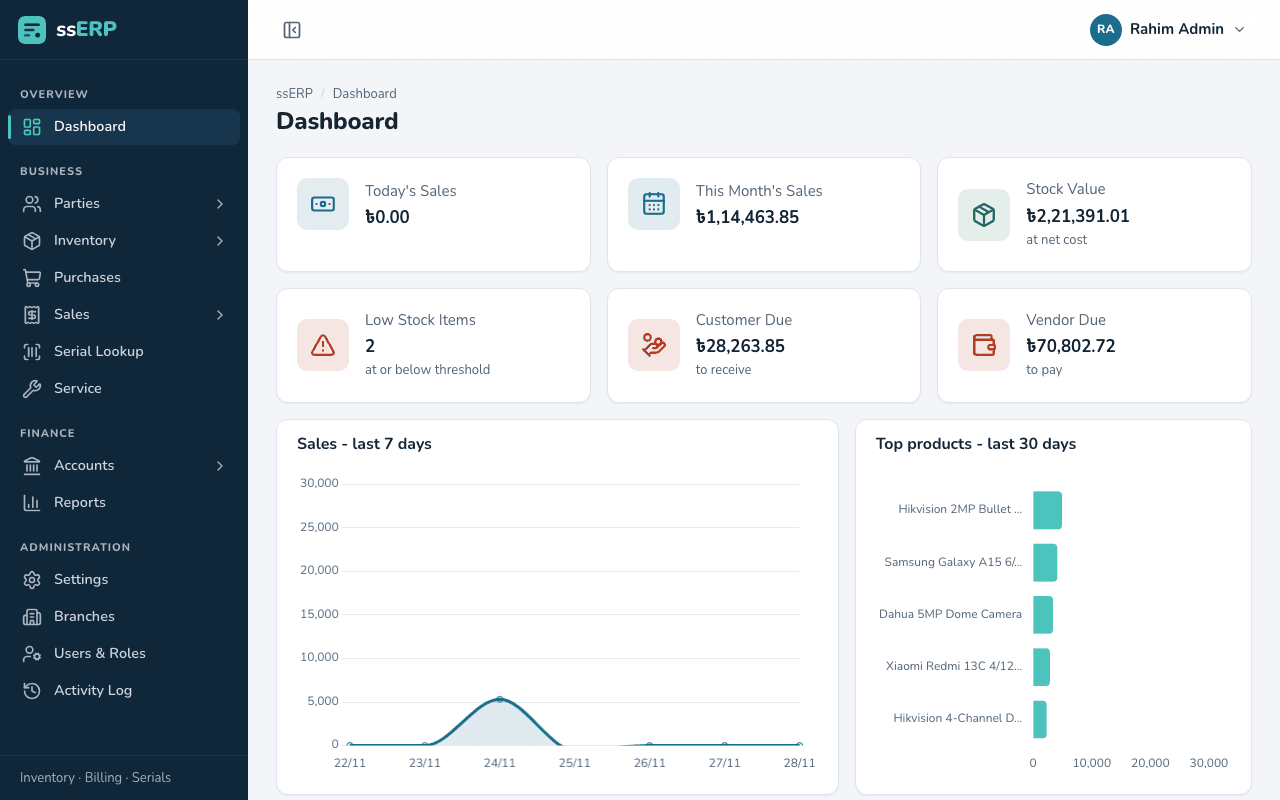 ssERP
RA
Rahim Admin
OVERVIEW
Dashboard
BUSINESS
Parties
Inventory
Purchases
Sales
Serial Lookup
Service
FINANCE
Accounts
Reports
ADMINISTRATION
Settings
Branches
Users & Roles
Activity Log
Inventory · Billing · Serials
ssERP / Dashboard
Dashboard
Today's Sales
৳0.00
This Month's Sales
৳1,14,463.85
Stock Value
৳2,21,391.01
at net cost
Low Stock Items
2
at or below threshold
Customer Due
৳28,263.85
to receive
Vendor Due
৳70,802.72
to pay
Sales - last 7 days
30,000
25,000
20,000
15,000
10,000
5,000
0
22/11 23/11 24/11 25/11 26/11 27/11 28/11
Top products - last 30 days
Hikvision 2MP Bullet ...
Samsung Galaxy A15 6/...
Dahua 5MP Dome Camera
Xiaomi Redmi 13C 4/12...
Hikvision 4-Channel D...
0 10,000 20,000 30,000